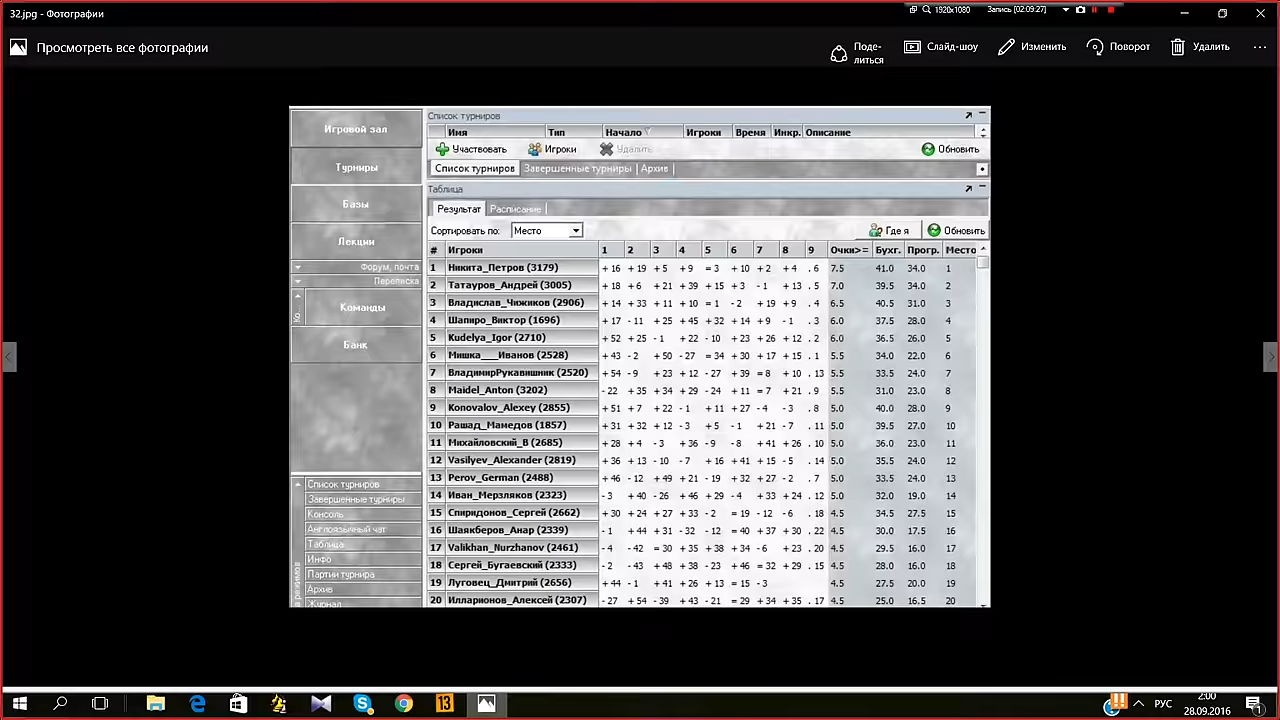 32.jpg - Фотографии
1920x1080 Запись [02:09:27]
Просмотреть все фотографии
Поделиться Слайд-шоу Изменить Поворот Удалить
Игровой зал
Турниры
Базы
Лекции
Форум, почта
Переписка
Ко...
Команды
Банк
Список турниров
Завершенные турниры
Консоль
Англоязычный чат
Таблица
Инфо
Партии турнира
Архив
Журнал
Список турниров
Имя Тип Начало Игроки Время Инкр. Описание
Участвовать Игроки Удалить Обновить
Список турниров Завершенные турниры Архив
Таблица
Результат Расписание
Сортировать по: Место Где я Обновить
# Игроки 1 2 3 4 5 6 7 8 9 Очки>= Бухг. Прогр. Место
1 Никита_Петров (3179) + 16 + 19 + 5 + 9 = 3 + 10 + 2 + 4 . 6 7.5 41.0 34.0 1
2 Татауров_Андрей (3005) + 18 + 6 + 21 + 39 + 15 + 3 - 1 + 13 . 5 7.0 39.5 34.0 2
3 Владислав_Чижиков (2906) + 14 + 33 + 11 + 10 = 1 - 2 + 19 + 9 . 4 6.5 40.5 31.0 3
4 Шапиро_Виктор (1696) + 17 - 11 + 25 + 45 + 32 + 14 + 9 - 1 . 3 6.0 37.5 28.0 4
5 Kudelya_Igor (2710) + 52 + 25 - 1 + 22 - 10 + 23 + 26 + 12 . 2 6.0 36.5 26.0 5
6 Мишка___Иванов (2528) + 43 - 2 + 50 - 27 = 34 + 30 + 17 + 15 . 1 5.5 34.0 22.0 6
7 ВладимирРукавишник (2520) + 54 - 9 + 23 + 12 - 27 + 39 = 8 + 10 . 13 5.5 33.5 24.0 7
8 Maidel_Anton (3202) - 22 + 35 + 34 + 29 - 24 + 11 = 7 + 21 . 9 5.5 31.0 23.0 8
9 Konovalov_Alexey (2855) + 51 + 7 + 22 - 1 + 11 + 27 - 4 - 3 . 8 5.0 40.0 28.0 9
10 Рашад_Мамедов (1857) + 31 + 32 + 12 - 3 + 5 - 1 + 21 - 7 . 11 5.0 39.5 27.0 10
11 Михайловский_В (2685) + 28 + 4 - 3 + 36 - 9 - 8 + 41 + 26 . 10 5.0 36.0 23.0 11
12 Vasilyev_Alexander (2819) + 36 + 13 - 10 - 7 + 16 + 41 + 15 - 5 . 14 5.0 35.5 24.0 12
13 Perov_German (2488) + 46 - 12 + 49 + 21 - 19 + 32 + 27 - 2 . 7 5.0 33.5 24.0 13
14 Иван_Мерзляков (2323) - 3 + 40 - 26 + 46 + 29 - 4 + 33 + 24 . 12 5.0 32.0 19.0 14
15 Спиридонов_Сергей (2662) + 30 + 24 + 27 + 33 - 2 = 19 - 12 - 6 . 18 4.5 34.5 27.5 15
16 Шаякберов_Анар (2339) - 1 + 44 + 31 - 32 - 12 = 40 + 37 + 30 . 22 4.5 30.0 17.5 16
17 Valikhan_Nurzhanov (2461) - 4 - 42 = 30 + 35 + 38 + 34 - 6 + 23 . 20 4.5 29.5 16.0 17
18 Сергей_Бугаевский (2333) - 2 - 43 + 48 + 38 - 23 + 46 = 32 + 29 . 15 4.5 28.0 16.0 18
19 Луговец_Дмитрий (2656) + 44 - 1 + 41 + 26 + 13 = 15 - 3 4.5 27.5 20.0 19
20 Илларионов_Алексей (2307) - 27 + 54 - 39 + 43 - 21 = 29 + 34 + 35 . 17 4.5 25.0 16.5 20
13 РУС 2:00
28.09.2016 1